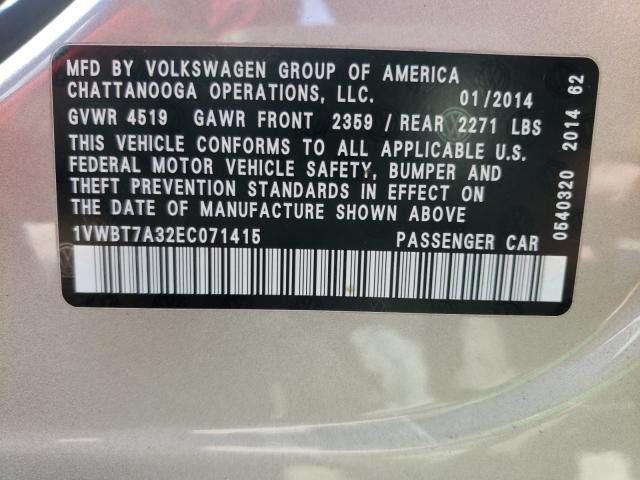 MFD BY VOLKSWAGEN GROUP OF AMERICA
CHATTANOOGA OPERATIONS, LLC. 01/2014
GVWR 4519 GAWR FRONT 2359 / REAR 2271 LBS
THIS VEHICLE CONFORMS TO ALL APPLICABLE U.S.
FEDERAL MOTOR VEHICLE SAFETY, BUMPER AND
THEFT PREVENTION STANDARDS IN EFFECT ON
THE DATE OF MANUFACTURE SHOWN ABOVE
1VWBT7A32EC071415 PASSENGER CAR
0540320 2014 62